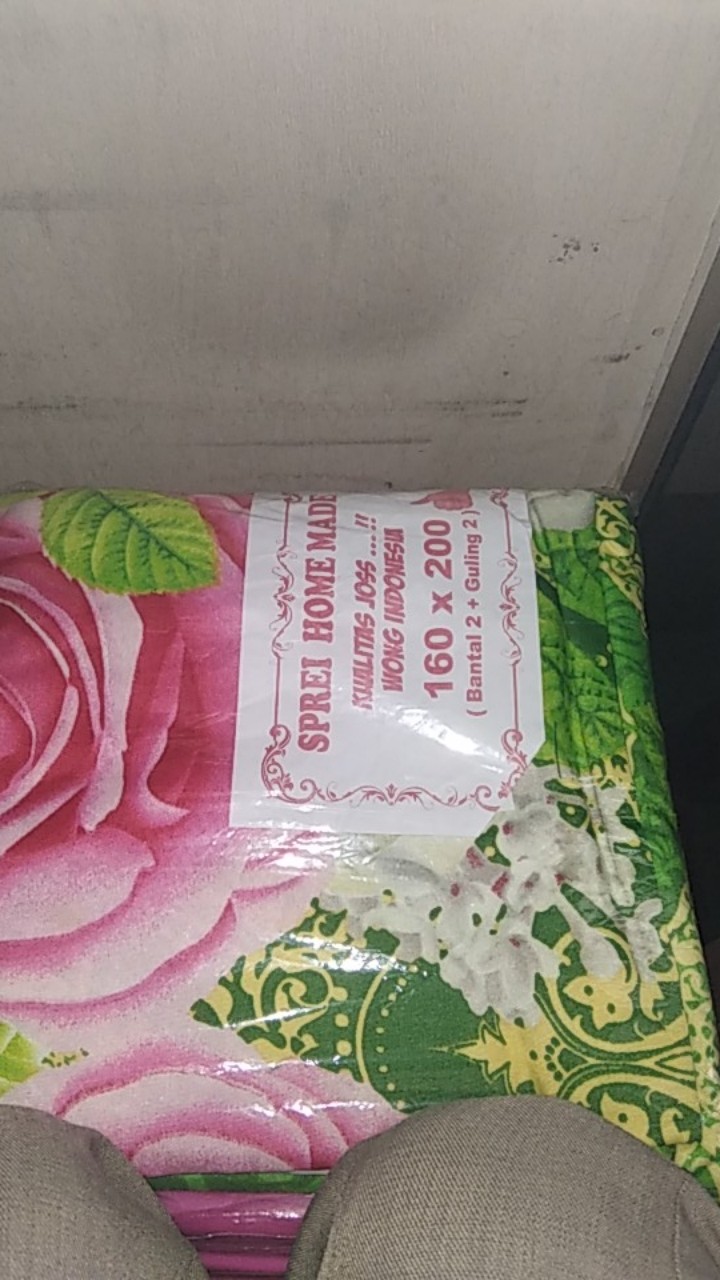 SPREI HOME MADE
KUALITAS JOSS ...!!
WONG INDONESIA
160 x 200
( Bantal 2 + Guling 2 )